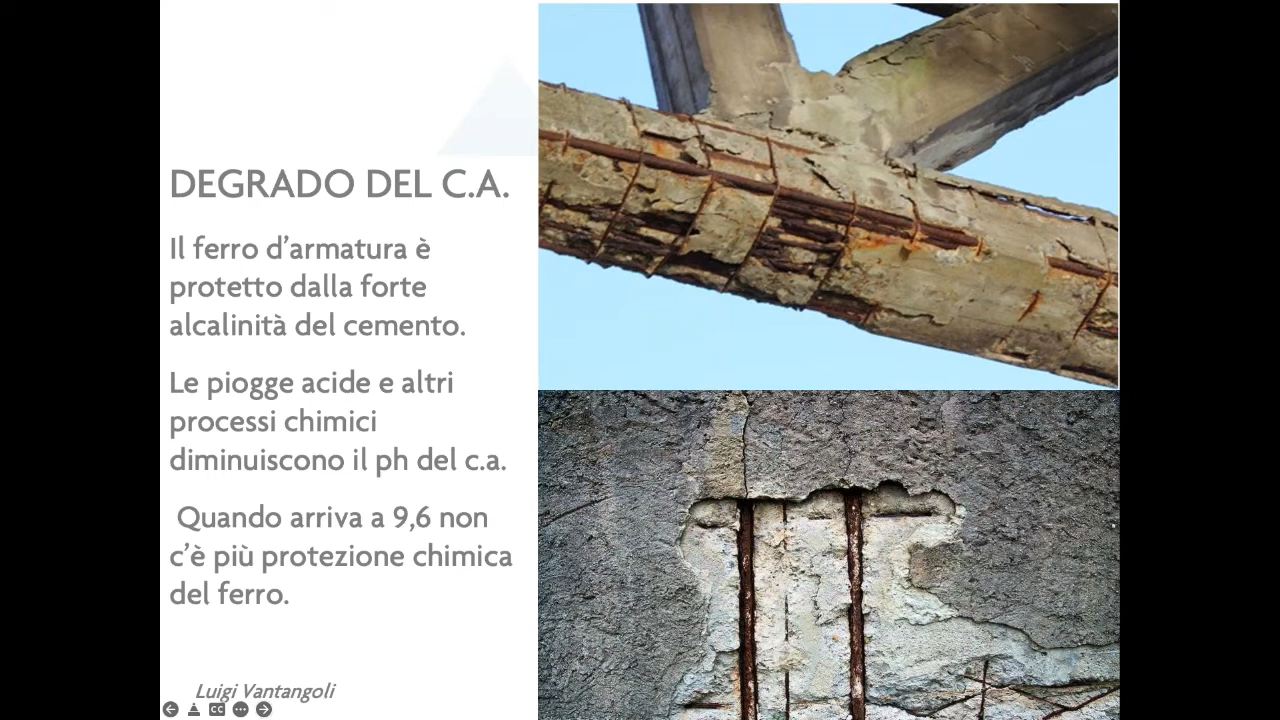 DEGRADO DEL C.A.
Il ferro d’armatura è
protetto dalla forte
alcalinità del cemento.
Le piogge acide e altri
processi chimici
diminuiscono il ph del c.a.
Quando arriva a 9,6 non
c’è più protezione chimica
del ferro.
Luigi Vantangoli
CC